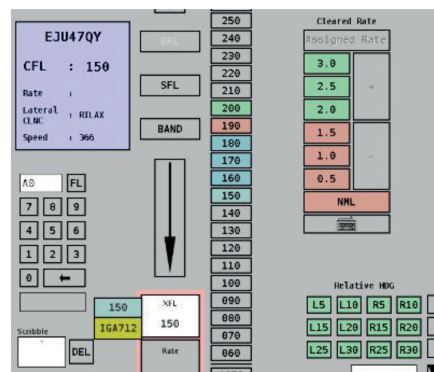 EJU47QY
CFL : 150
Rate :
Lateral CLNC : RILAX
Speed : 366
A0 FL
7 8 9
4 5 6
1 2 3
0 ←
Scribble
DEL
EFL
SFL
BAND
150
IGA712
XFL
150
Rate
250
240
230
220
210
200
190
180
170
160
150
140
130
120
110
100
090
080
070
060
Cleared Rate
Assigned Rate
3.0
2.5
2.0
1.5
1.0
0.5
+
-
NML
Relative HDG
L5 L10 R5 R10
L15 L20 R15 R20
L25 L30 R25 R30